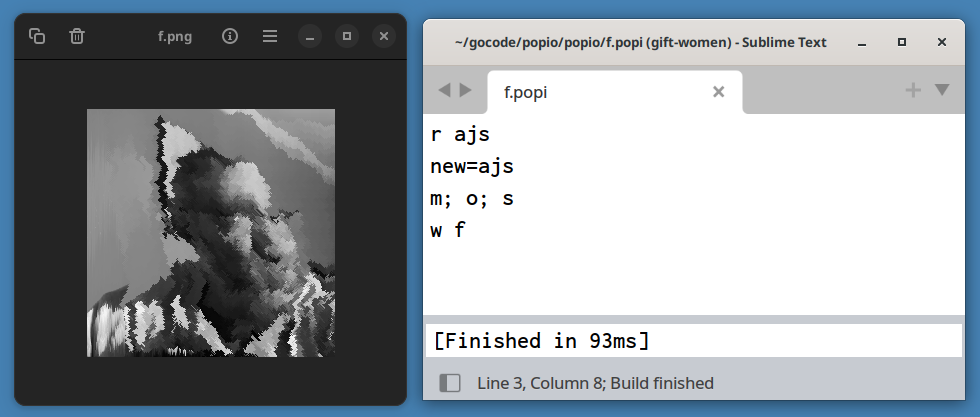 f.png
~/gocode/popio/popio/f.popi (gift-women) - Sublime Text
f.popi
r ajs
new=ajs
m; o; s
w f
[Finished in 93ms]
Line 3, Column 8; Build finished